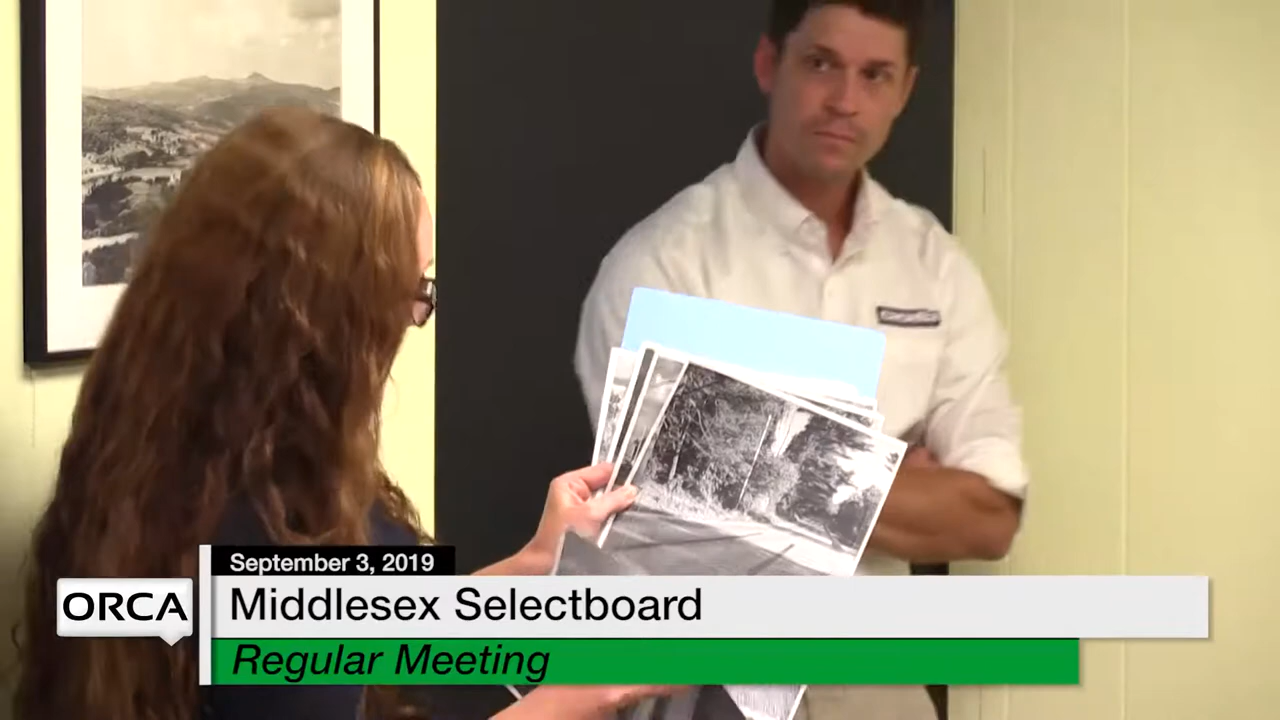 September 3, 2019
ORCA
Middlesex Selectboard
Regular Meeting